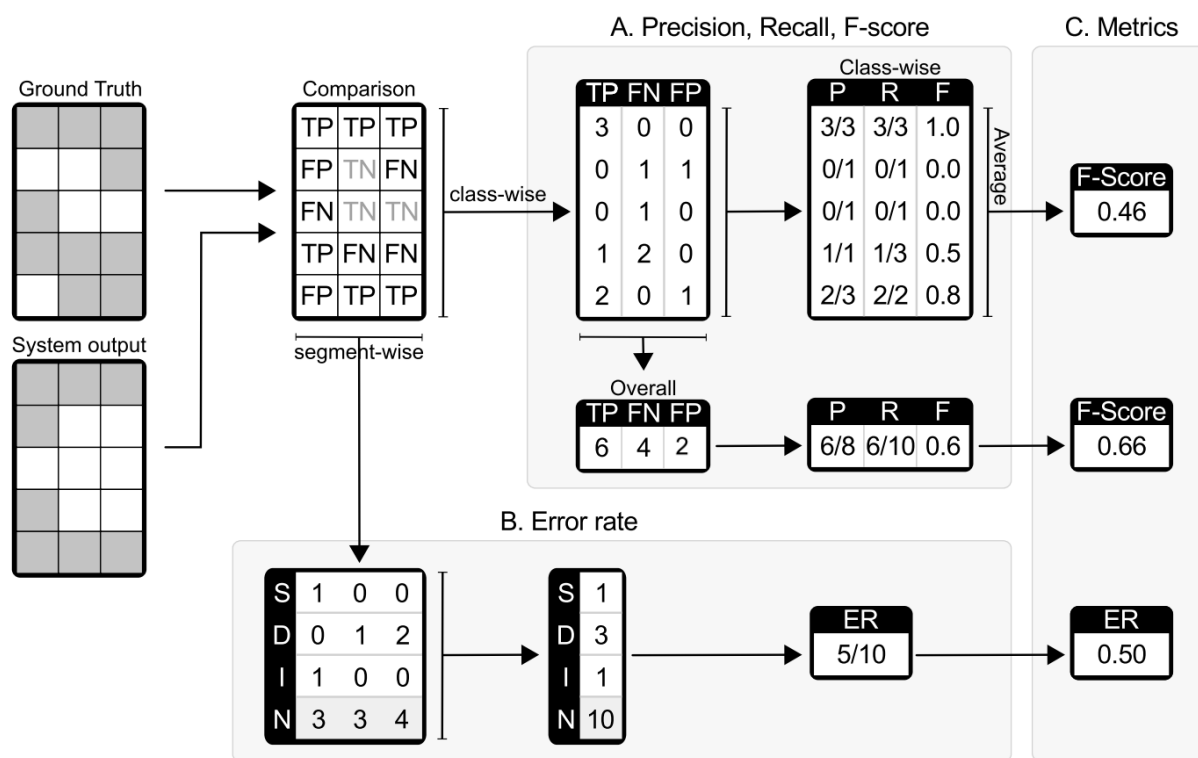 A. Precision, Recall, F-score
C. Metrics
Ground Truth
Comparison
Class-wise
TP FN FP
P R F
TP TP TP
3 0 0
3/3 3/3 1.0
FP TN FN
0 1 1
0/1 0/1 0.0
class-wise
Average
F-Score
FN TN TN
0 1 0
0/1 0/1 0.0
0.46
TP FN FN
1 2 0
1/1 1/3 0.5
FP TP TP
2 0 1
2/3 2/2 0.8
System output
segment-wise
Overall
TP FN FP
P R F
F-Score
6 4 2
6/8 6/10 0.6
0.66
B. Error rate
S 1 0 0
S 1
D 0 1 2
D 3
ER
ER
I 1 0 0
I 1
5/10
0.50
N 3 3 4
N 10